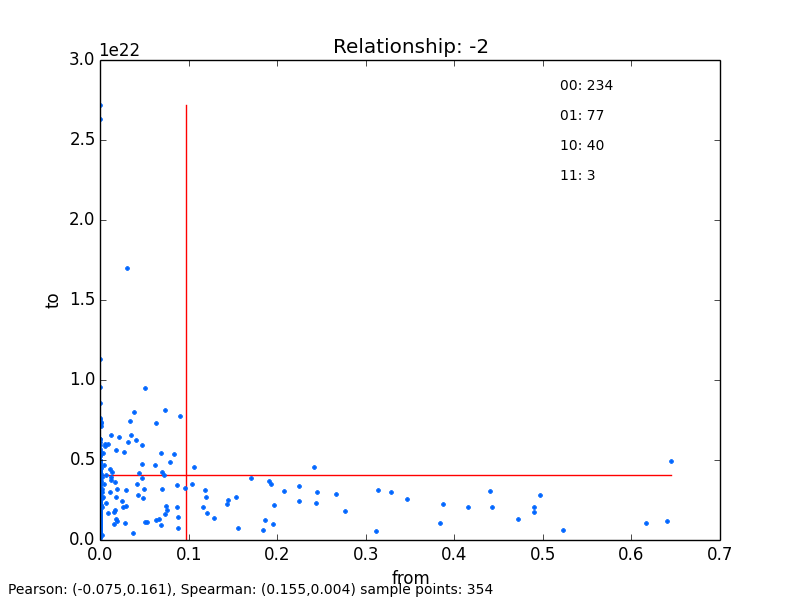 Relationship: -2
1e22
3.0
2.5
2.0
1.5
1.0
0.5
0.0
to
00: 234
01: 77
10: 40
11: 3
0.0 0.1 0.2 0.3 0.4 0.5 0.6 0.7
from
Pearson: (-0.075,0.161), Spearman: (0.155,0.004) sample points: 354